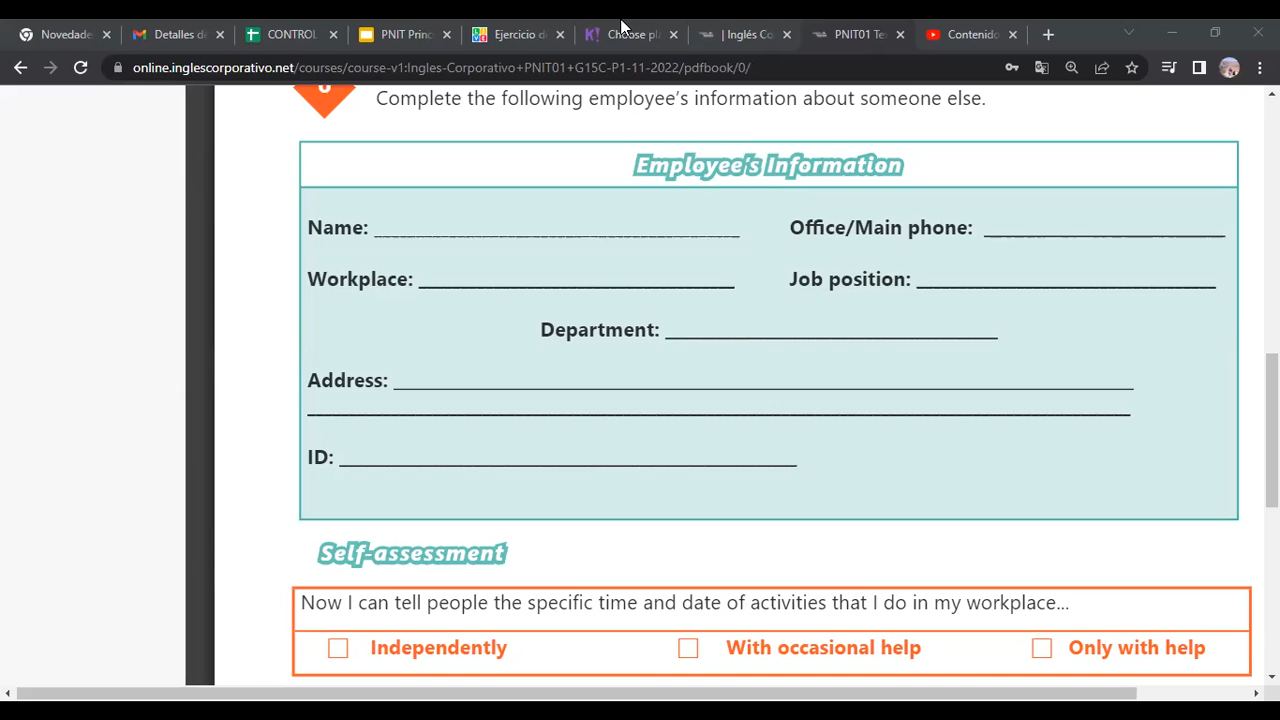 Novedade
Detalles d
CONTROL
PNIT Princ
Ejercicio d
K! Choose pl
| Inglés Co
PNIT01 Te
Contenido
online.inglescorporativo.net/courses/course-v1:Ingles-Corporativo+PNIT01+G15C-P1-11-2022/pdfbook/0/
Complete the following employee's information about someone else.
Employee's Information
Name: Office/Main phone:
Workplace: Job position:
Department:
Address:
ID:
Self-assessment
Now I can tell people the specific time and date of activities that I do in my workplace...
Independently With occasional help Only with help